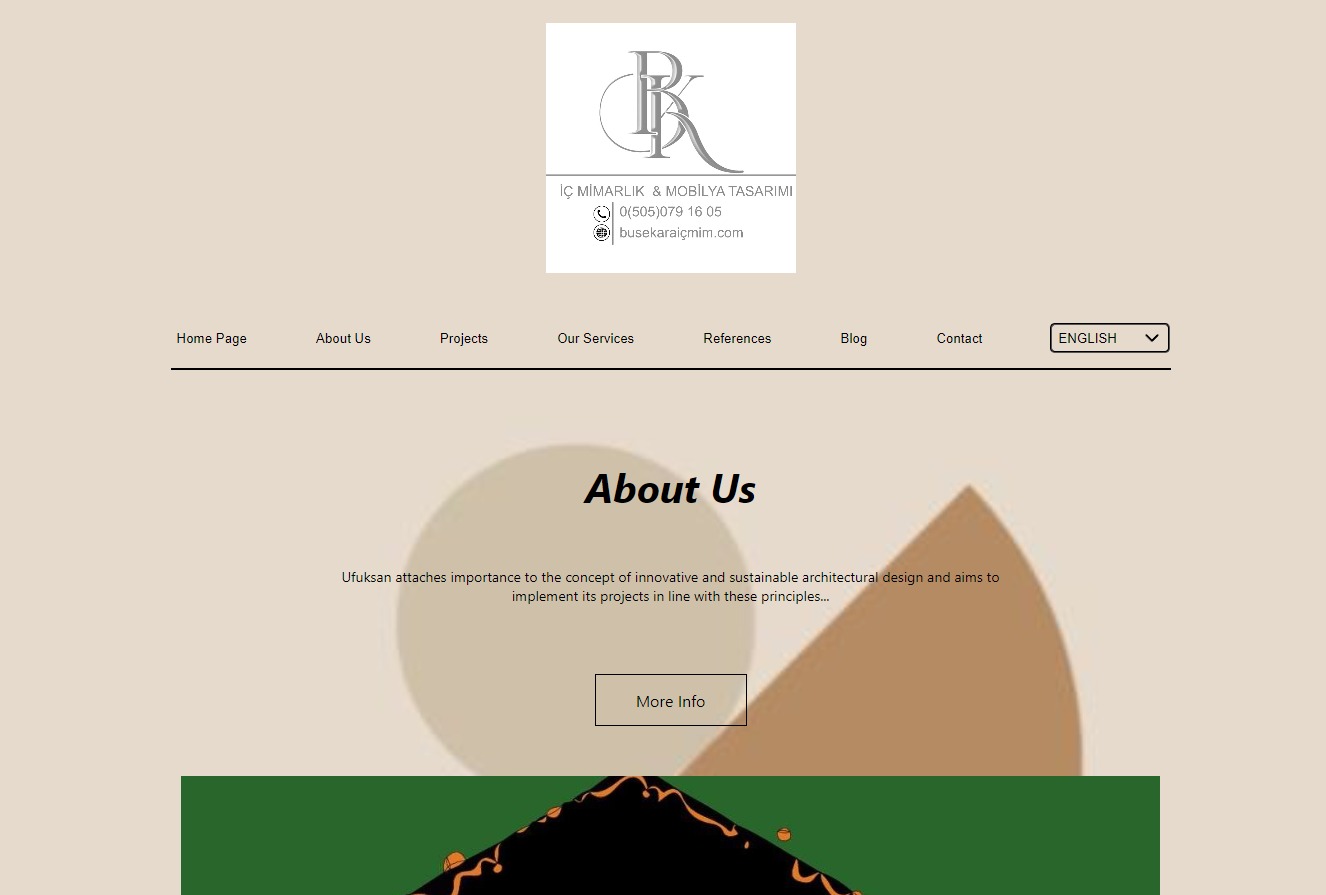 BK
İÇ MİMARLIK & MOBİLYA TASARIMI
0(505)079 16 05
busekaraiçmim.com
Home Page About Us Projects Our Services References Blog Contact ENGLISH
About Us
Ufuksan attaches importance to the concept of innovative and sustainable architectural design and aims to
implement its projects in line with these principles...
More Info